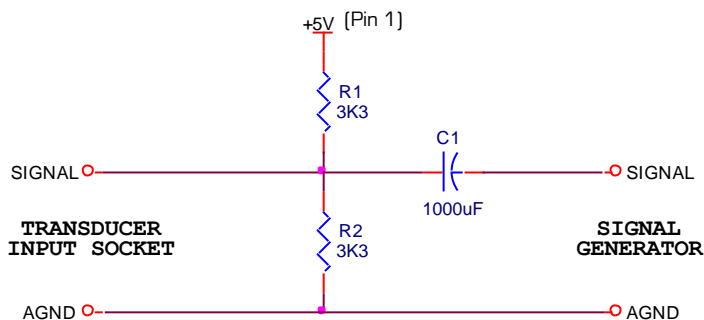 +5V (Pin 1)
R1
3K3
C1
SIGNAL
SIGNAL
1000uF
TRANSDUCER
INPUT SOCKET
R2
3K3
SIGNAL
GENERATOR
AGND
AGND